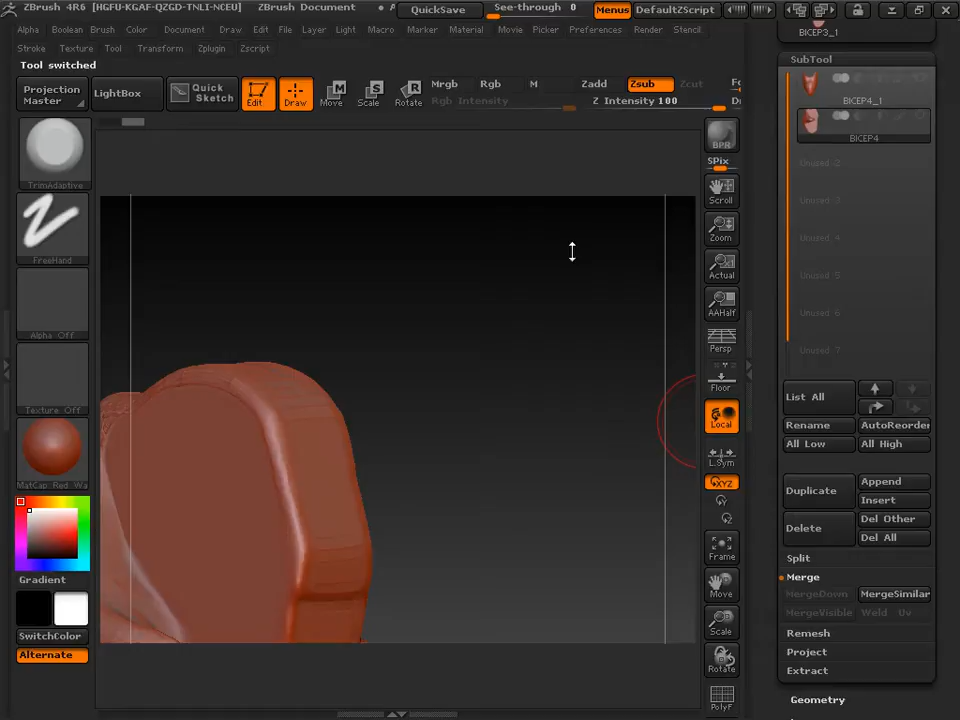 ZBrush 4R6 [HGFU-KGAF-QZGD-TNLI-NCEU] ZBrush Document QuickSave See-through 0 Menus DefaultZScript
Alpha Boolean Brush Color Document Draw Edit File Layer Light Macro Marker Material Movie Picker Preferences Render Stencil
Stroke Texture Tool Transform Zplugin Zscript
Tool switched
Projection Master
LightBox
Quick Sketch
Edit
Draw
Move
Scale
Rotate
Mrgb Rgb M Zadd Zsub Zcut
Rgb Intensity Z Intensity 100
TrimAdaptive
FreeHand
Alpha Off
Texture Off
MatCap Red Wa
Gradient
SwitchColor
Alternate
BPR
SPix
Scroll
Zoom
Actual
AAHalf
Persp
Floor
Local
L.Sym
XYZ
Frame
Move
Scale
Rotate
PolyF
BICEP3_1
SubTool
BICEP4_1
BICEP4
Unused 2
Unused 3
Unused 4
Unused 5
Unused 6
Unused 7
List All
Rename AutoReorder
All Low All High
Duplicate Append
Insert
Delete Del Other
Del All
Split
Merge
MergeDown MergeSimilar
MergeVisible Weld Uv
Remesh
Project
Extract
Geometry